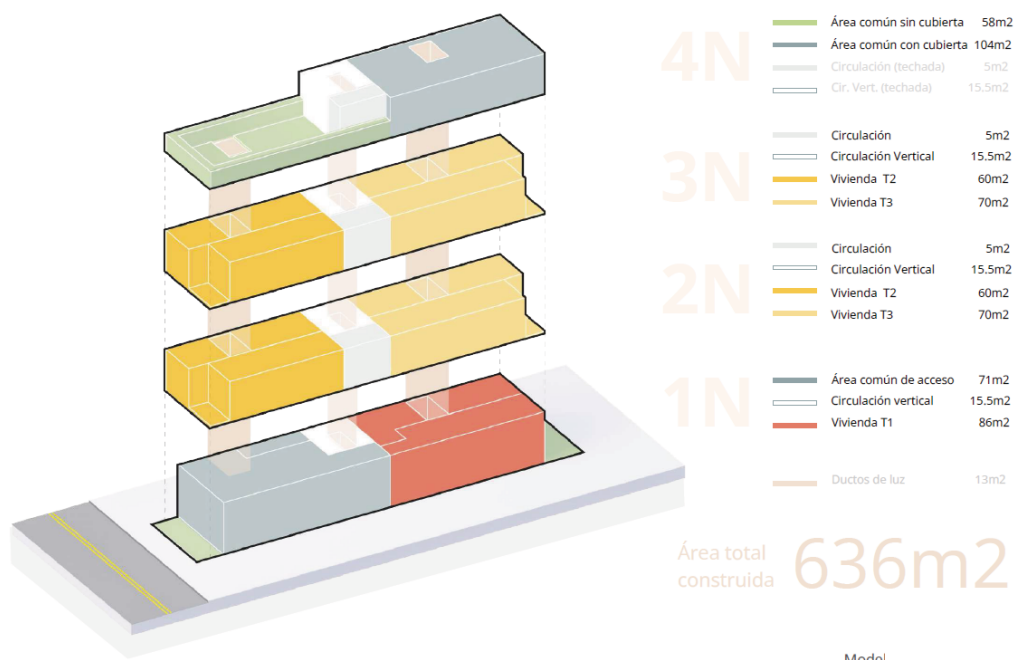 4N
Área común sin cubierta 58m2
Área común con cubierta 104m2
Circulación (techada) 5m2
Cir. Vert. (techada) 15.5m2
3N
Circulación 5m2
Circulación Vertical 15.5m2
Vivienda T2 60m2
Vivienda T3 70m2
2N
Circulación 5m2
Circulación Vertical 15.5m2
Vivienda T2 60m2
Vivienda T3 70m2
1N
Área común de acceso 71m2
Circulación vertical 15.5m2
Vivienda T1 86m2
Ductos de luz 13m2
Área total
construida 636m2